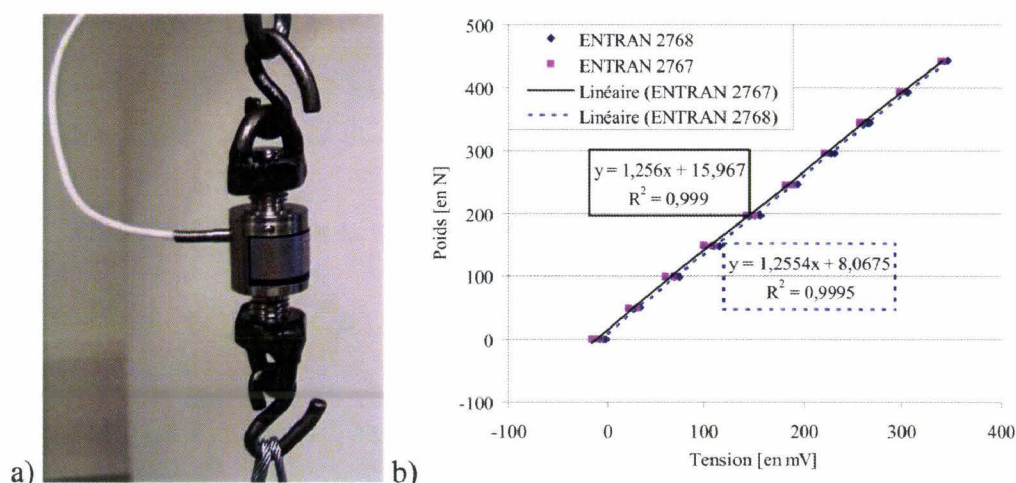 a)
b)
500
400
300
200
100
0
-100
-100 0 100 200 300 400
Poids [en N]
Tension [en mV]
ENTRAN 2768
ENTRAN 2767
Linéaire (ENTRAN 2767)
Linéaire (ENTRAN 2768)
y = 1,256x + 15,967
R² = 0,999
y = 1,2554x + 8,0675
R² = 0,9995